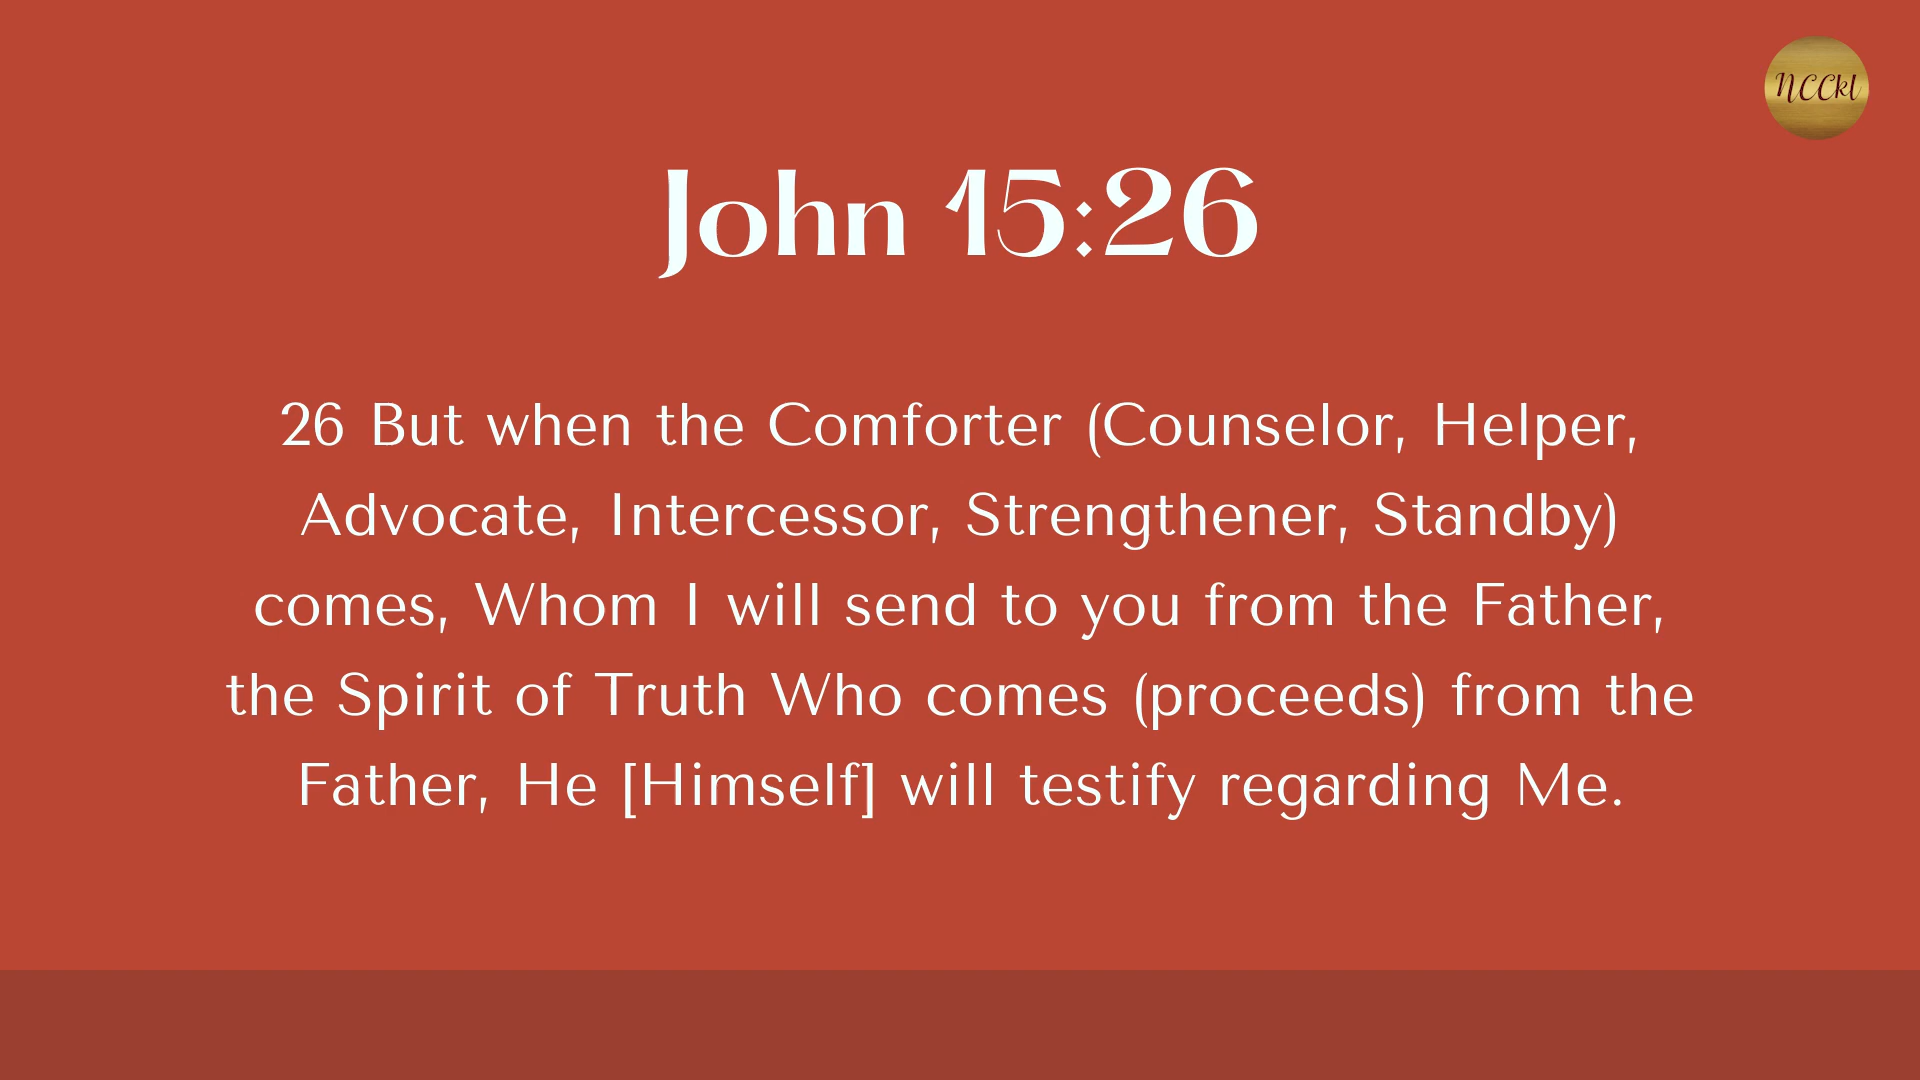 NCCkl
John 15:26
26 But when the Comforter (Counselor, Helper,
Advocate, Intercessor, Strengthener, Standby)
comes, Whom I will send to you from the Father,
the Spirit of Truth Who comes (proceeds) from the
Father, He [Himself] will testify regarding Me.